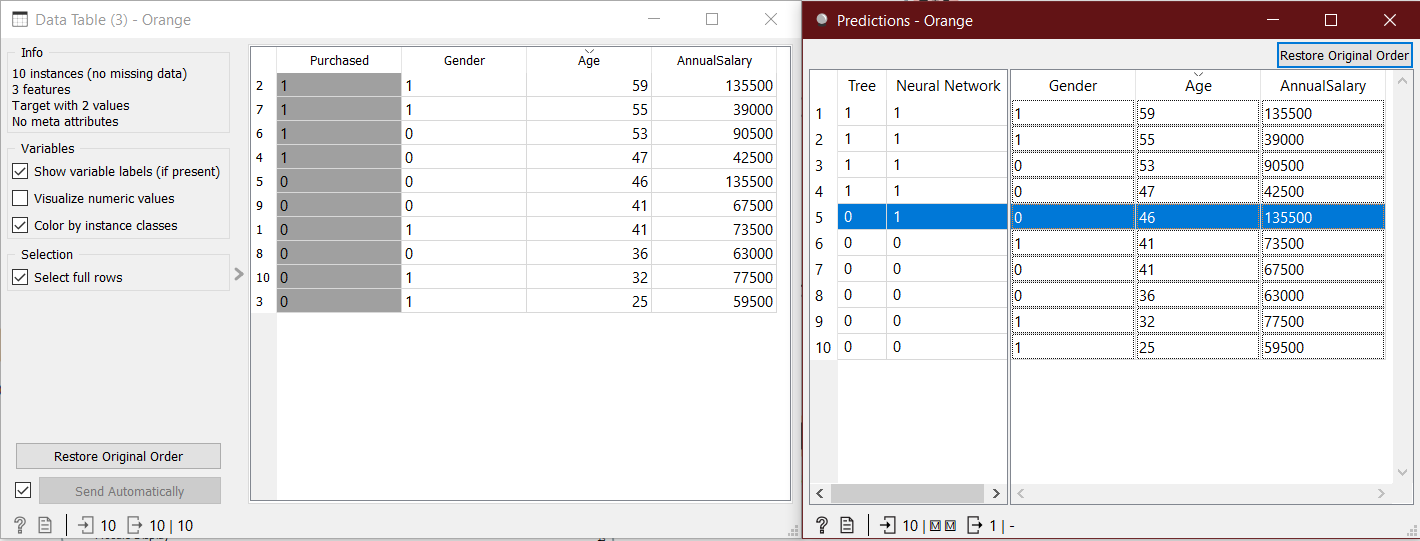 Data Table (3) - Orange
Info
10 instances (no missing data)
3 features
Target with 2 values
No meta attributes
Variables
Show variable labels (if present)
Visualize numeric values
Color by instance classes
Selection
Select full rows
Restore Original Order
Send Automatically
10 10 | 10
Purchased Gender Age AnnualSalary
2 1 1 59 135500
7 1 1 55 39000
6 1 0 53 90500
4 1 0 47 42500
5 0 0 46 135500
9 0 0 41 67500
1 0 1 41 73500
8 0 0 36 63000
10 0 1 32 77500
3 0 1 25 59500
Predictions - Orange
Restore Original Order
Tree Neural Network Gender Age AnnualSalary
1 1 1 1 59 135500
2 1 1 1 55 39000
3 1 1 0 53 90500
4 1 1 0 47 42500
5 0 1 0 46 135500
6 0 0 1 41 73500
7 0 0 0 41 67500
8 0 0 0 36 63000
9 0 0 1 32 77500
10 0 0 1 25 59500
10 | M M 1 | -